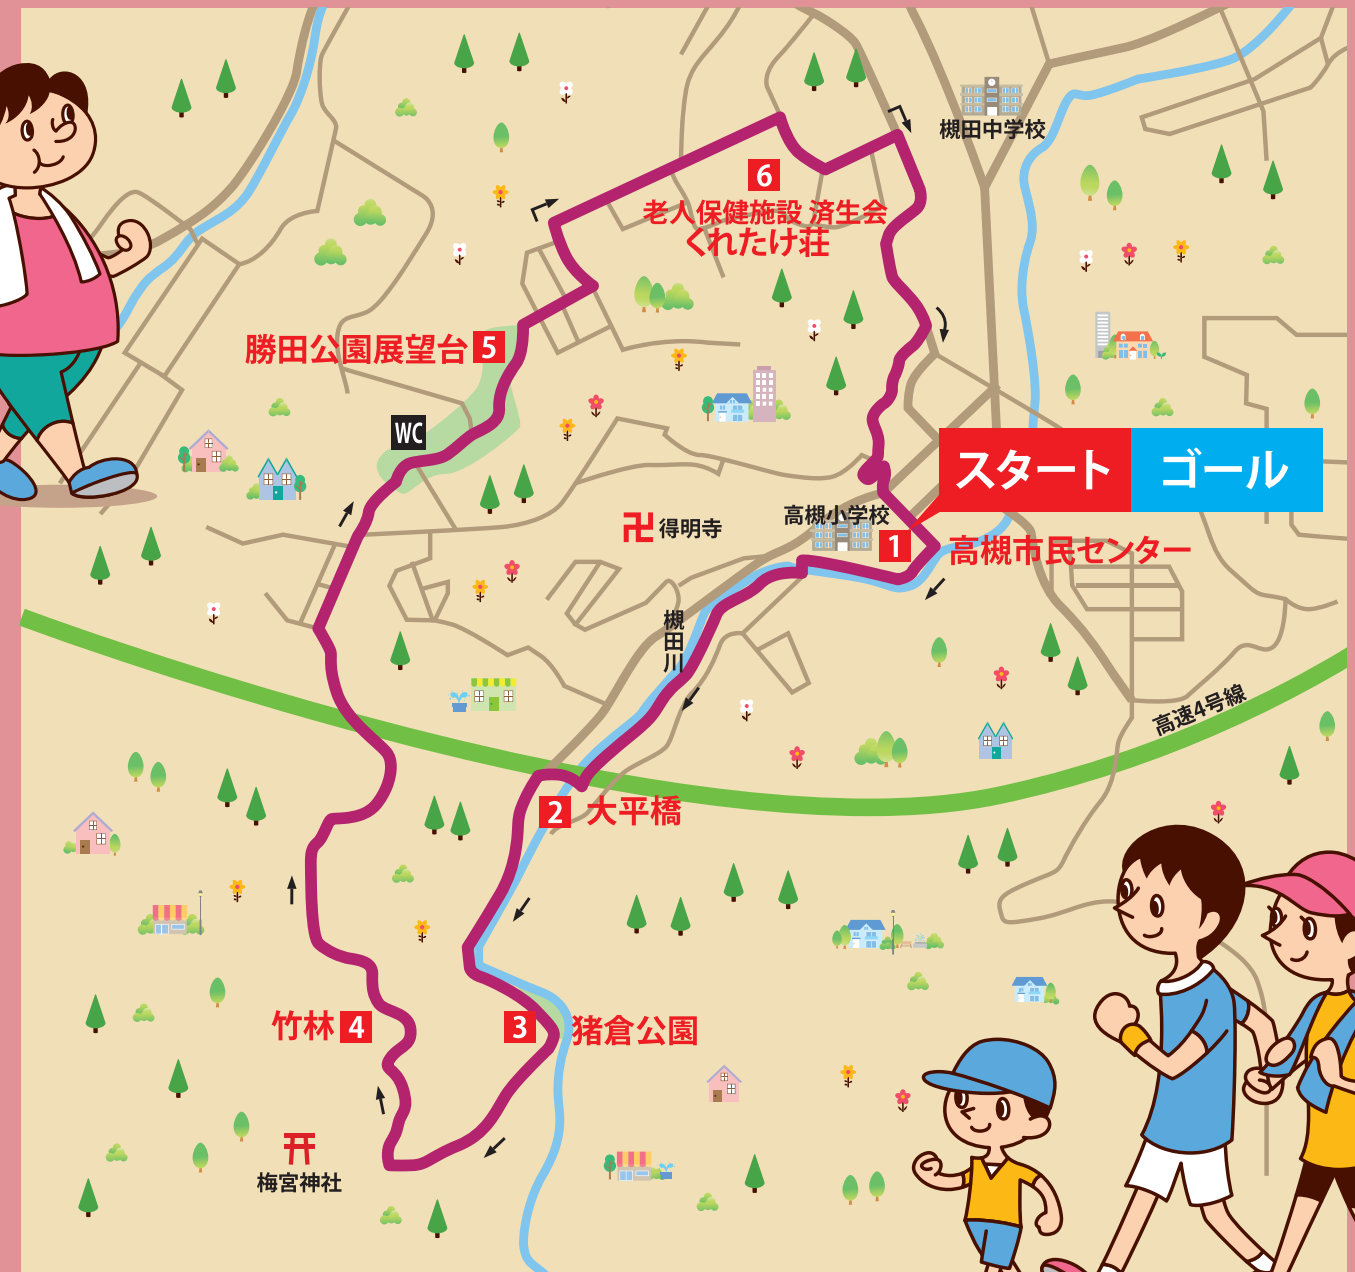 槻田中学校
6
老人保健施設 済生会
くれたけ荘
勝田公園展望台 5
WC
スタート ゴール
高槻小学校
得明寺
1
高槻市民センター
槻田川
高速4号線
2 大平橋
竹林 4
3 猪倉公園
梅宮神社